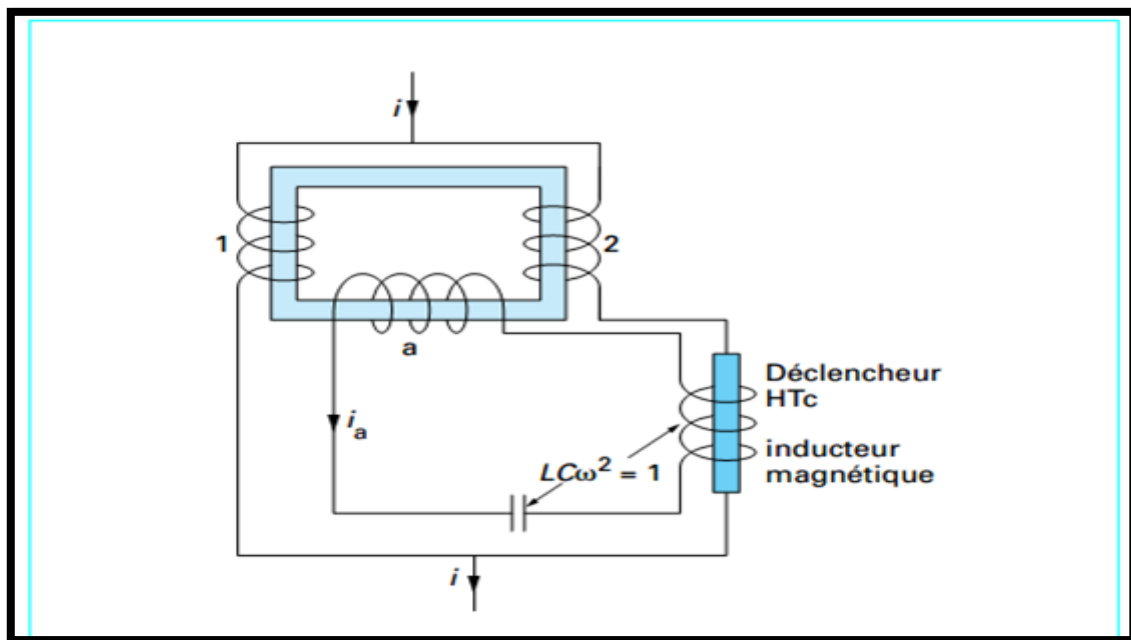 i
1
2
a
Déclencheur
HTc
i
a
inducteur
magnétique
LCω² = 1
i